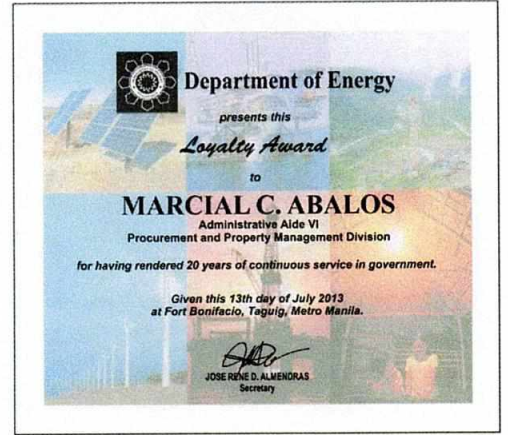 Department of Energy
presents this
Loyalty Award
to
MARCIAL C. ABALOS
Administrative Aide VI
Procurement and Property Management Division
for having rendered 20 years of continuous service in government.
Given this 13th day of July 2013
at Fort Bonifacio, Taguig, Metro Manila.
JOSE RENE D. ALMENDRAS
Secretary